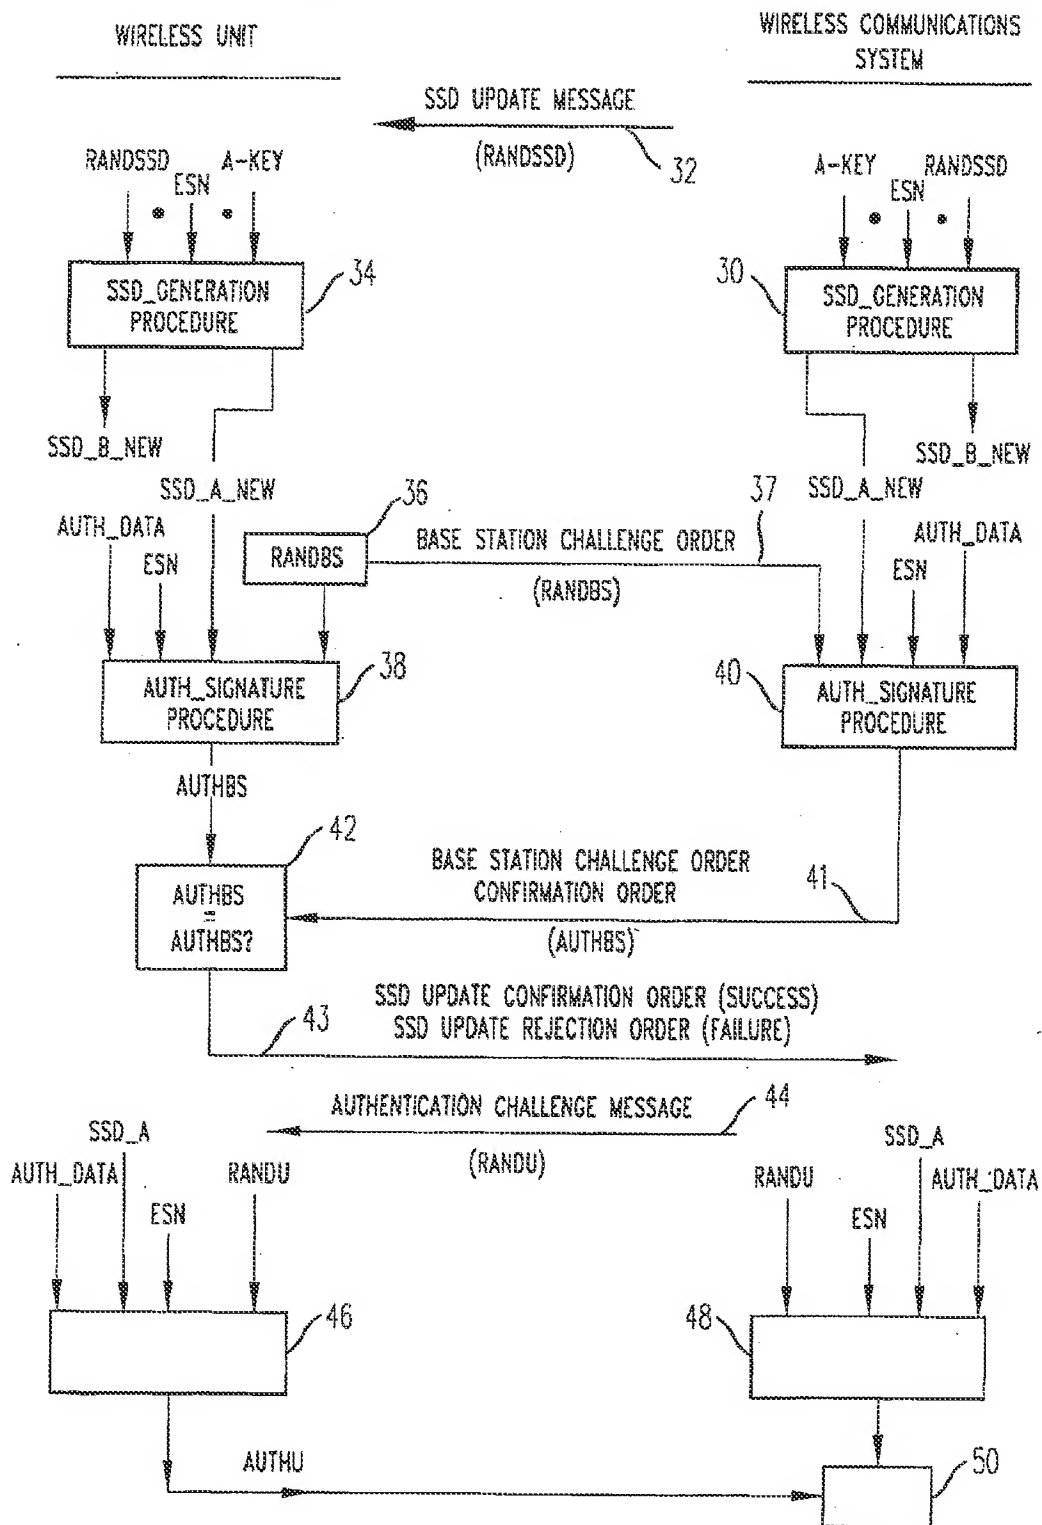 WIRELESS UNIT
WIRELESS COMMUNICATIONS
SYSTEM
SSD UPDATE MESSAGE
(RANDSSD)
32
RANDSSD
ESN
A-KEY
A-KEY
ESN
RANDSSD
34
30
SSD_GENERATION
PROCEDURE
SSD_GENERATION
PROCEDURE
SSD_B_NEW
SSD_B_NEW
SSD_A_NEW
SSD_A_NEW
36
37
AUTH_DATA
ESN
RANDBS
BASE STATION CHALLENGE ORDER
(RANDBS)
ESN
AUTH_DATA
38
40
AUTH_SIGNATURE
PROCEDURE
AUTH_SIGNATURE
PROCEDURE
AUTHBS
42
BASE STATION CHALLENGE ORDER
CONFIRMATION ORDER
41
AUTHBS
=
AUTHBS?
(AUTHBS)
43
SSD UPDATE CONFIRMATION ORDER (SUCCESS)
SSD UPDATE REJECTION ORDER (FAILURE)
AUTHENTICATION CHALLENGE MESSAGE
44
(RANDU)
SSD_A
AUTH_DATA
ESN
RANDU
SSD_A
RANDU
ESN
AUTH_DATA
46
48
AUTHU
50